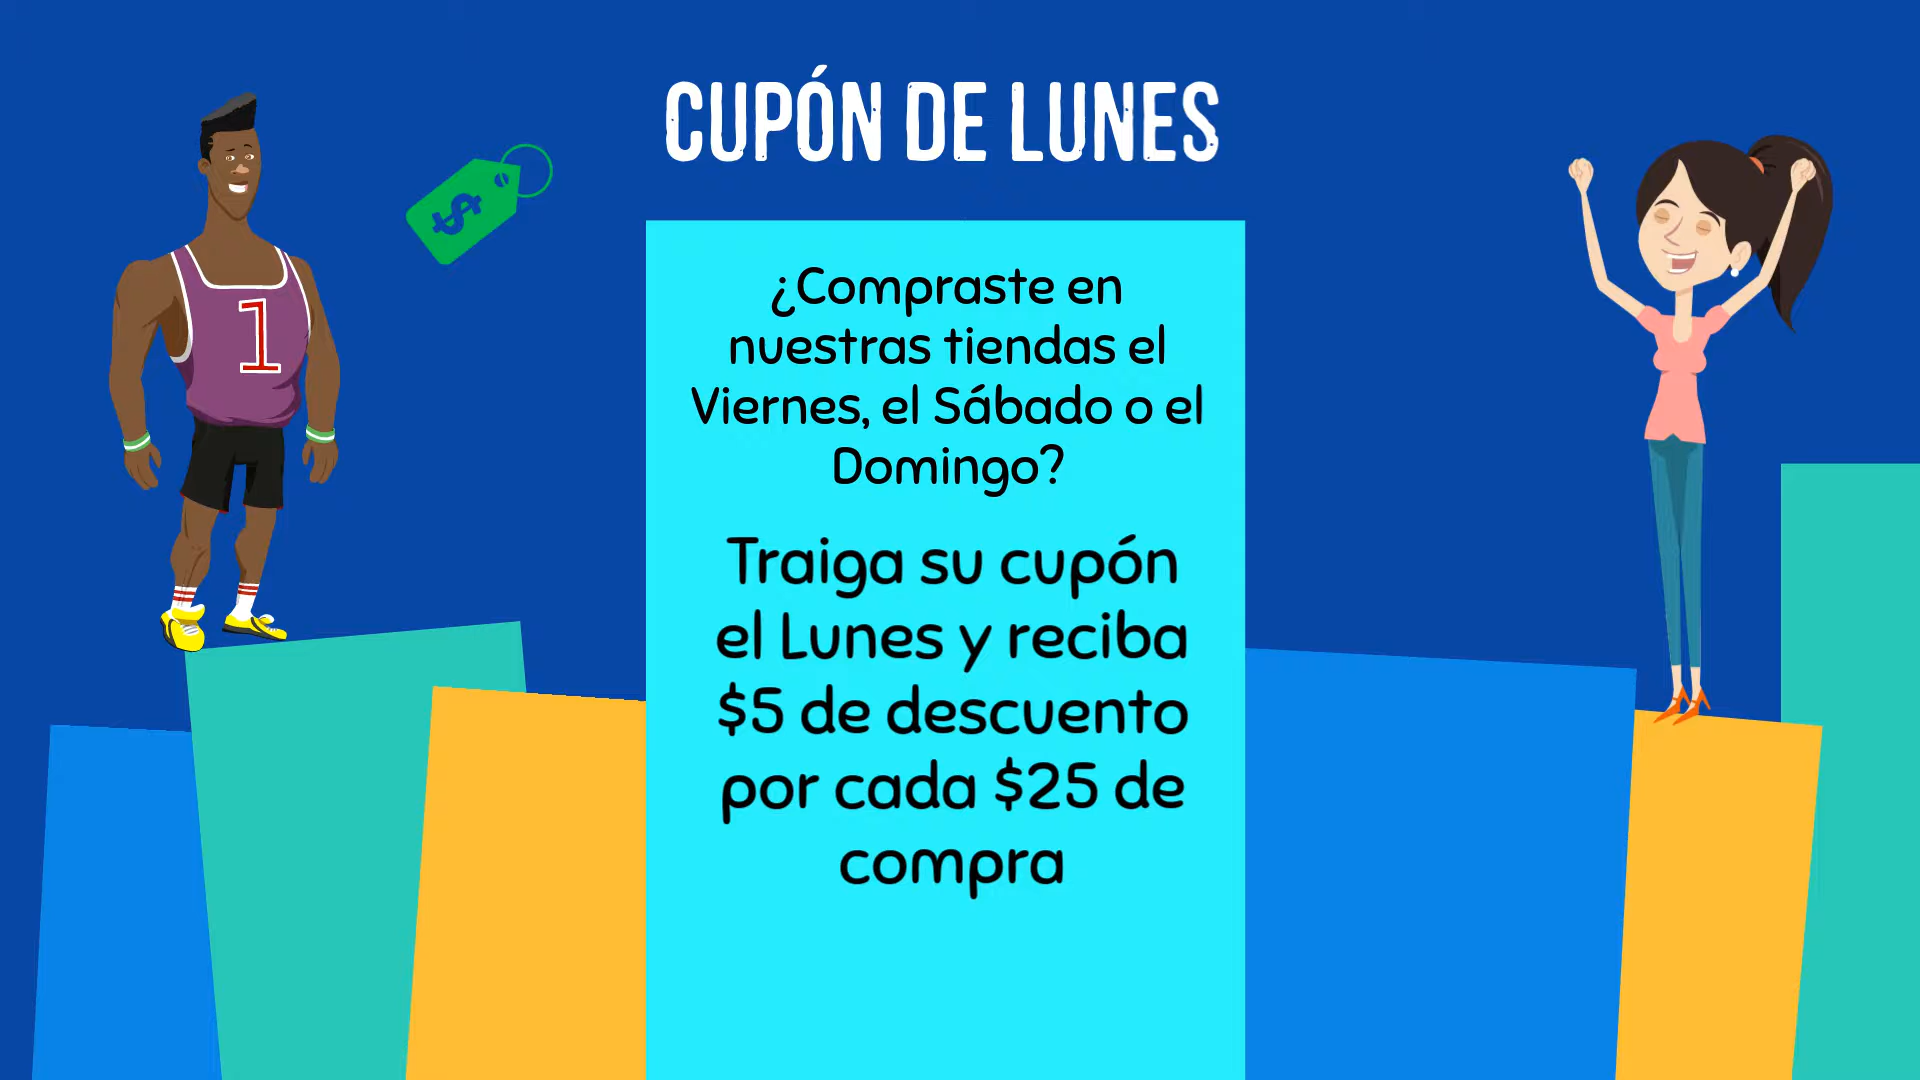 CUPÓN DE LUNES
¿Compraste en
nuestras tiendas el
Viernes, el Sábado o el
Domingo?
Traiga su cupón
el Lunes y reciba
$5 de descuento
por cada $25 de
compra
$
1